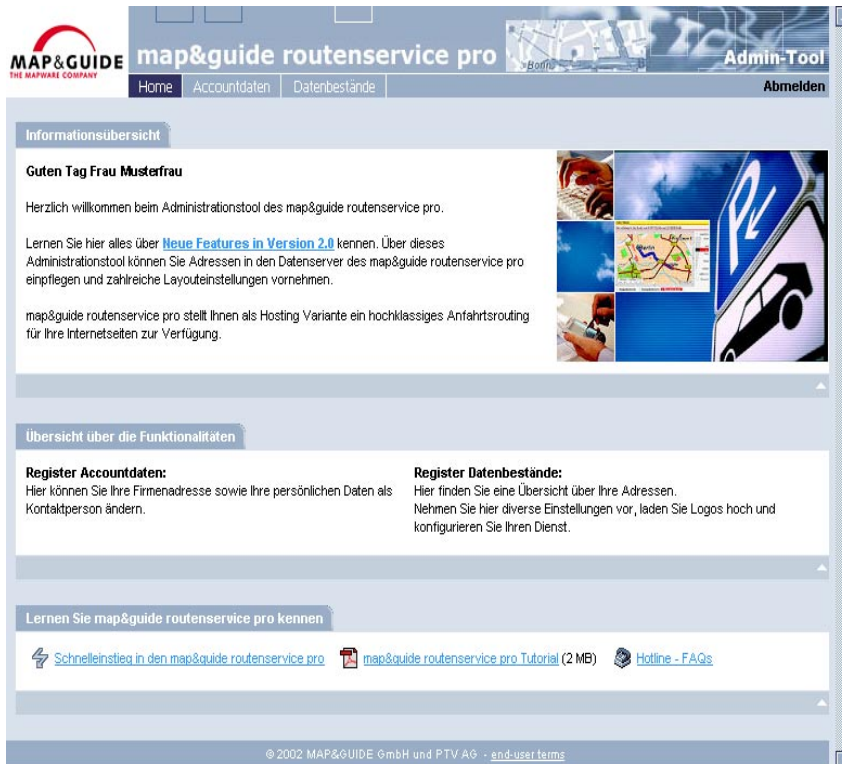 MAP&GUIDE
THE MAPWARE COMPANY
map&guide routenservice pro
Bonn
Admin-Tool
Home
Accountdaten
Datenbestände
Abmelden
Informationsübersicht
Guten Tag Frau Musterfrau
Herzlich willkommen beim Administrationstool des map&guide routenservice pro.
Lernen Sie hier alles über Neue Features in Version 2.0 kennen. Über dieses
Administrationstool können Sie Adressen in den Datenserver des map&guide routenservice pro
einpflegen und zahlreiche Layouteinstellungen vornehmen.
map&guide routenservice pro stellt Ihnen als Hosting Variante ein hochklassiges Anfahrtsrouting
für Ihre Internetseiten zur Verfügung.
Berlin
Übersicht über die Funktionalitäten
Register Accountdaten:
Hier können Sie Ihre Firmenadresse sowie Ihre persönlichen Daten als
Kontaktperson ändern.
Register Datenbestände:
Hier finden Sie eine Übersicht über Ihre Adressen.
Nehmen Sie hier diverse Einstellungen vor, laden Sie Logos hoch und
konfigurieren Sie Ihren Dienst.
Lernen Sie map&guide routenservice pro kennen
Schnelleinstieg in den map&guide routenservice pro
map&guide routenservice pro Tutorial (2 MB)
Hotline - FAQs
© 2002 MAP&GUIDE GmbH und PTV AG - end-user terms